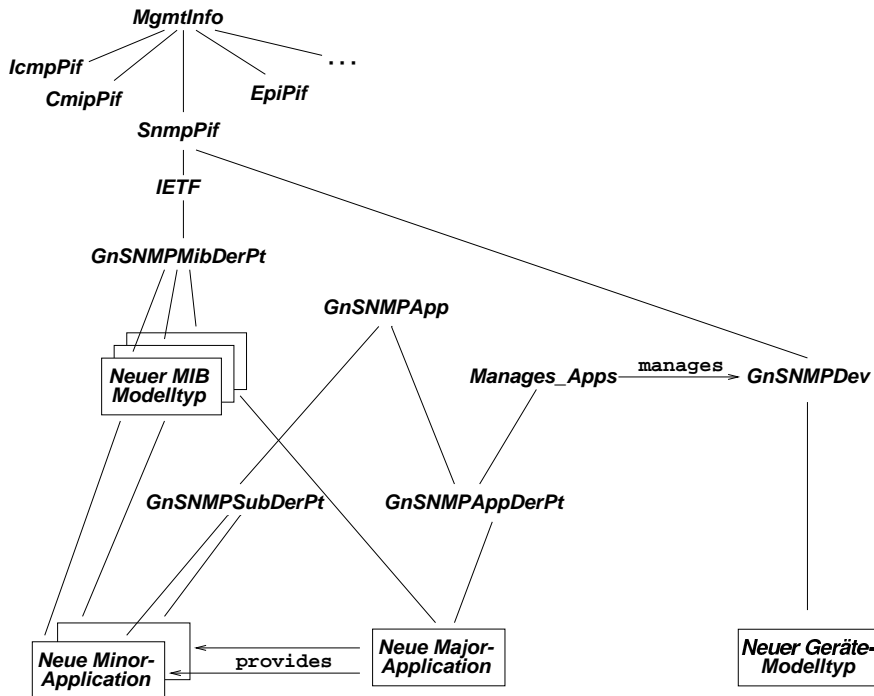 MgmtInfo
IcmpPif
CmipPif
EpiPif
...
SnmpPif
IETF
GnSNMPMibDerPt
GnSNMPApp
Neuer MIB
Modelltyp
Manages_Apps
manages
GnSNMPDev
GnSNMPSubDerPt
GnSNMPAppDerPt
Neue Minor-
Application
provides
Neue Major-
Application
Neuer Geräte-
Modelltyp